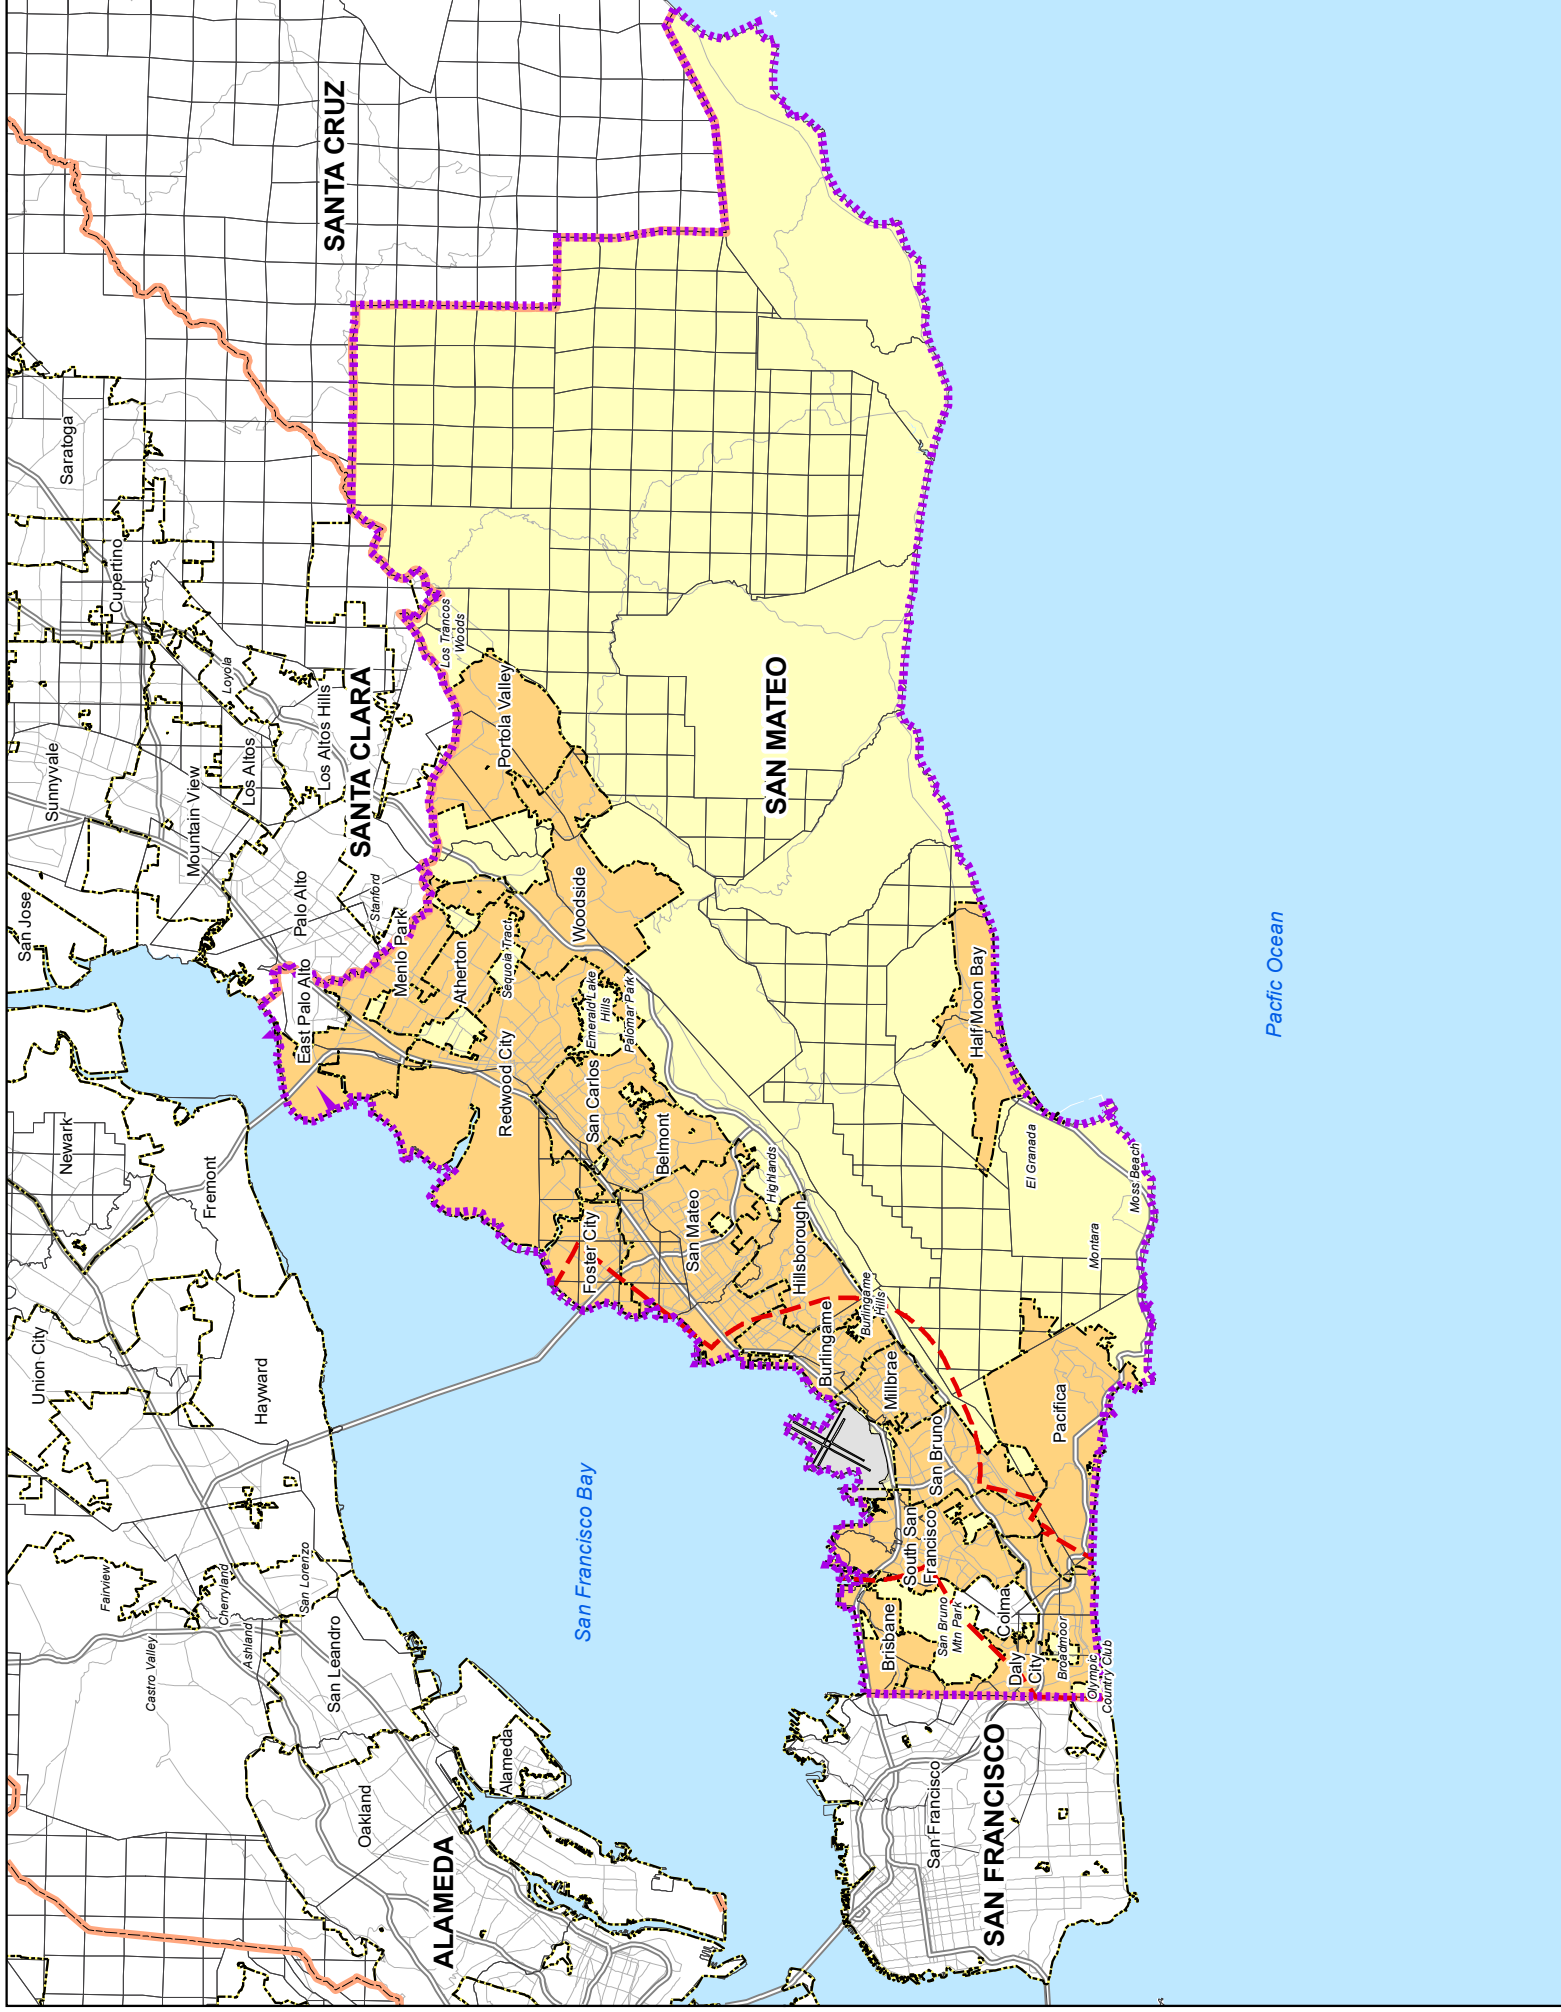 SANTA CRUZ
Saratoga
Cupertino
Loyola
Sunnyvale
Los Altos
Los Altos Hills
SANTA CLARA
Mountain View
San Jose
Palo Alto
Stanford
East Palo Alto
Menlo Park
Atherton
Sequoia Tract
Los Trancos
Woods
Portola Valley
Woodside
Emerald Lake
Hills
Palomar Park
Redwood City
San Carlos
Belmont
SAN MATEO
Half Moon Bay
El Granada
Moss Beach
Montara
Highlands
San Mateo
Foster City
Hillsborough
Burlingame
Burlingame
Hills
Millbrae
San Bruno
Pacifica
South San
Francisco
San Bruno
Mtn Park
Brisbane
Colma
Daly
City
Broadmoor
Olympic
Country Club
Pacfic Ocean
San Francisco Bay
Newark
Fremont
Union City
Hayward
Fairview
Cherryland
San Lorenzo
Castro Valley
Ashland
San Leandro
Oakland
Alameda
ALAMEDA
San Francisco
SAN FRANCISCO